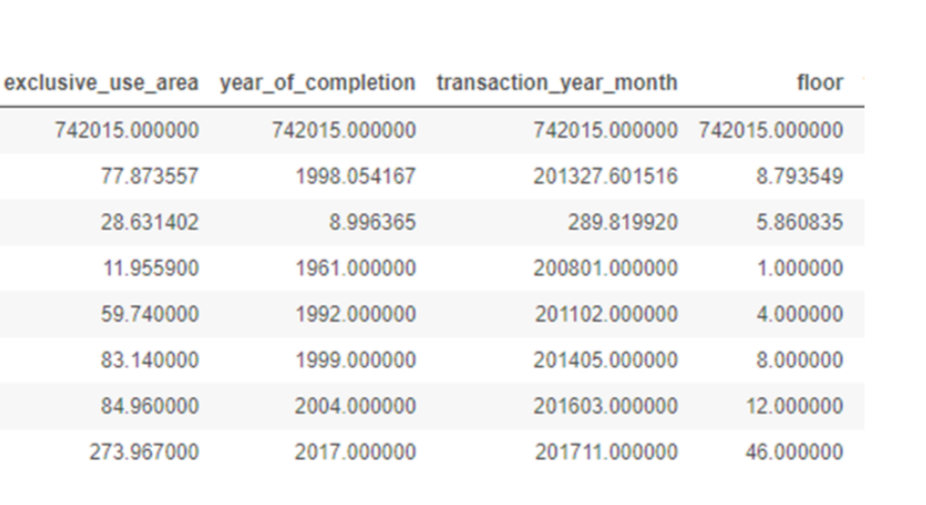 exclusive_use_area year_of_completion transaction_year_month floor
742015.000000 742015.000000 742015.000000 742015.000000
77.873557 1998.054167 201327.601516 8.793549
28.631402 8.996365 289.819920 5.860835
11.955900 1961.000000 200801.000000 1.000000
59.740000 1992.000000 201102.000000 4.000000
83.140000 1999.000000 201405.000000 8.000000
84.960000 2004.000000 201603.000000 12.000000
273.967000 2017.000000 201711.000000 46.000000